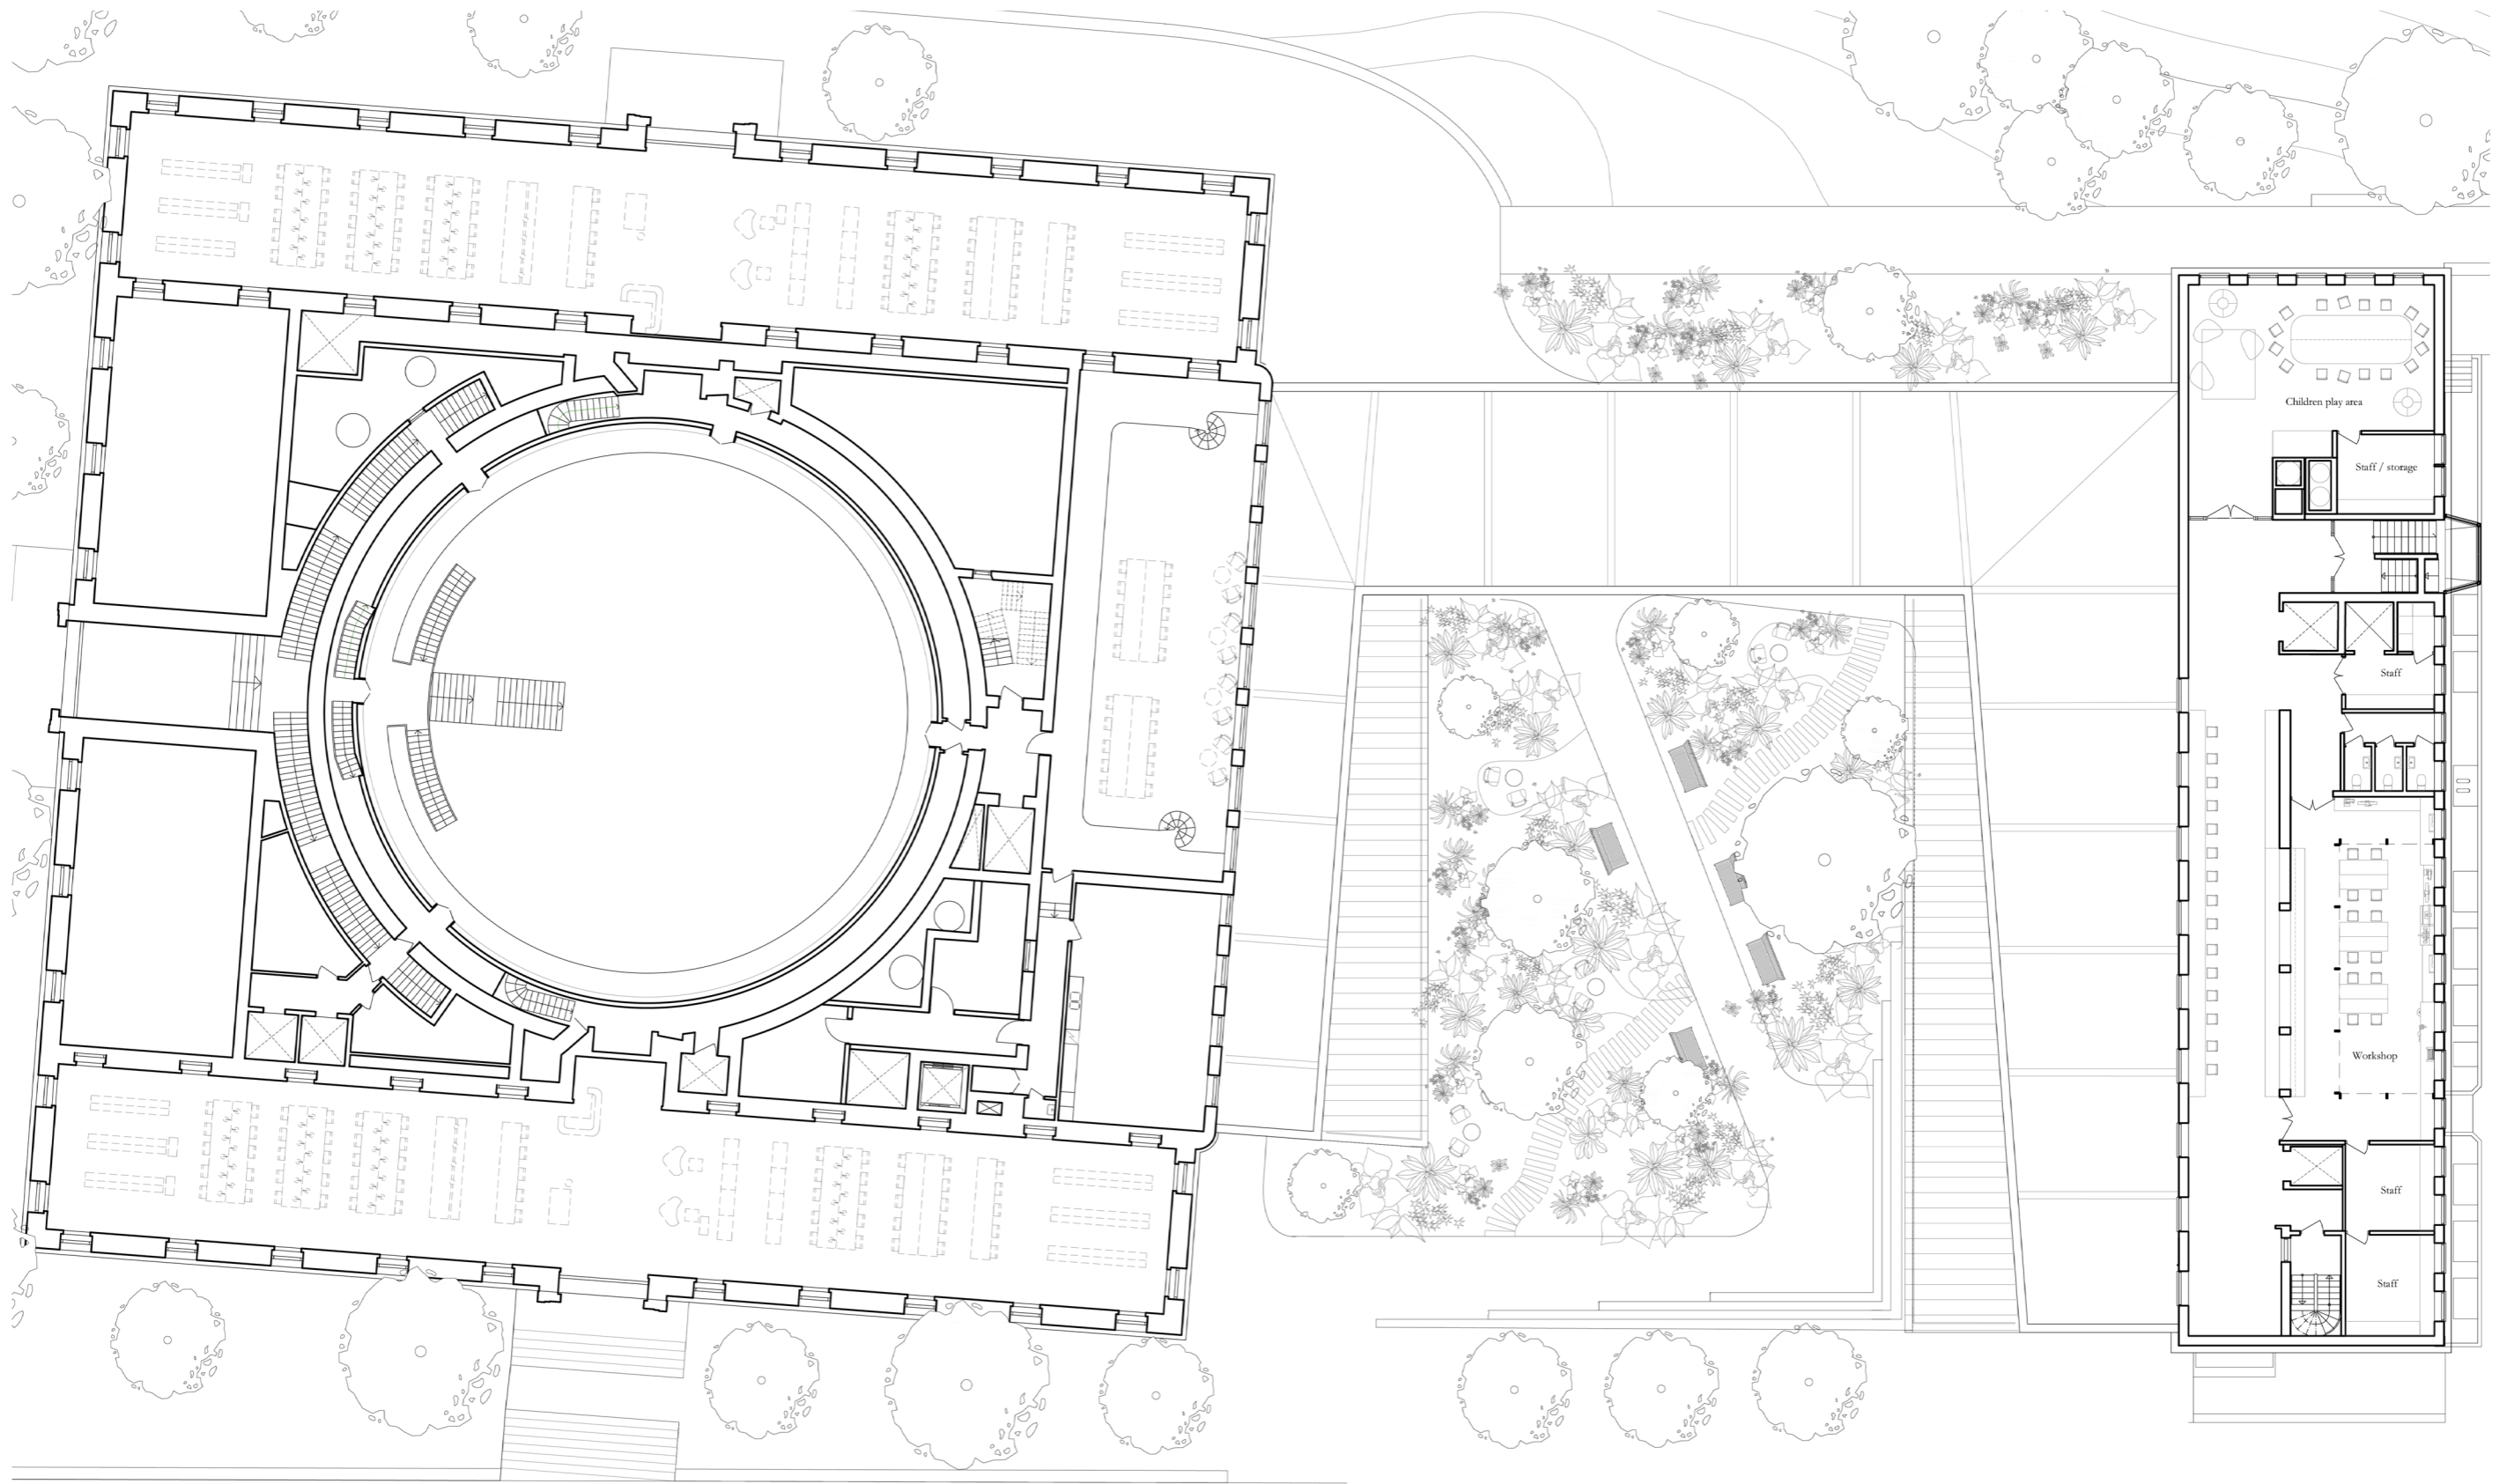 Children play area
Staff / storage
Staff
Workshop
Staff
Staff